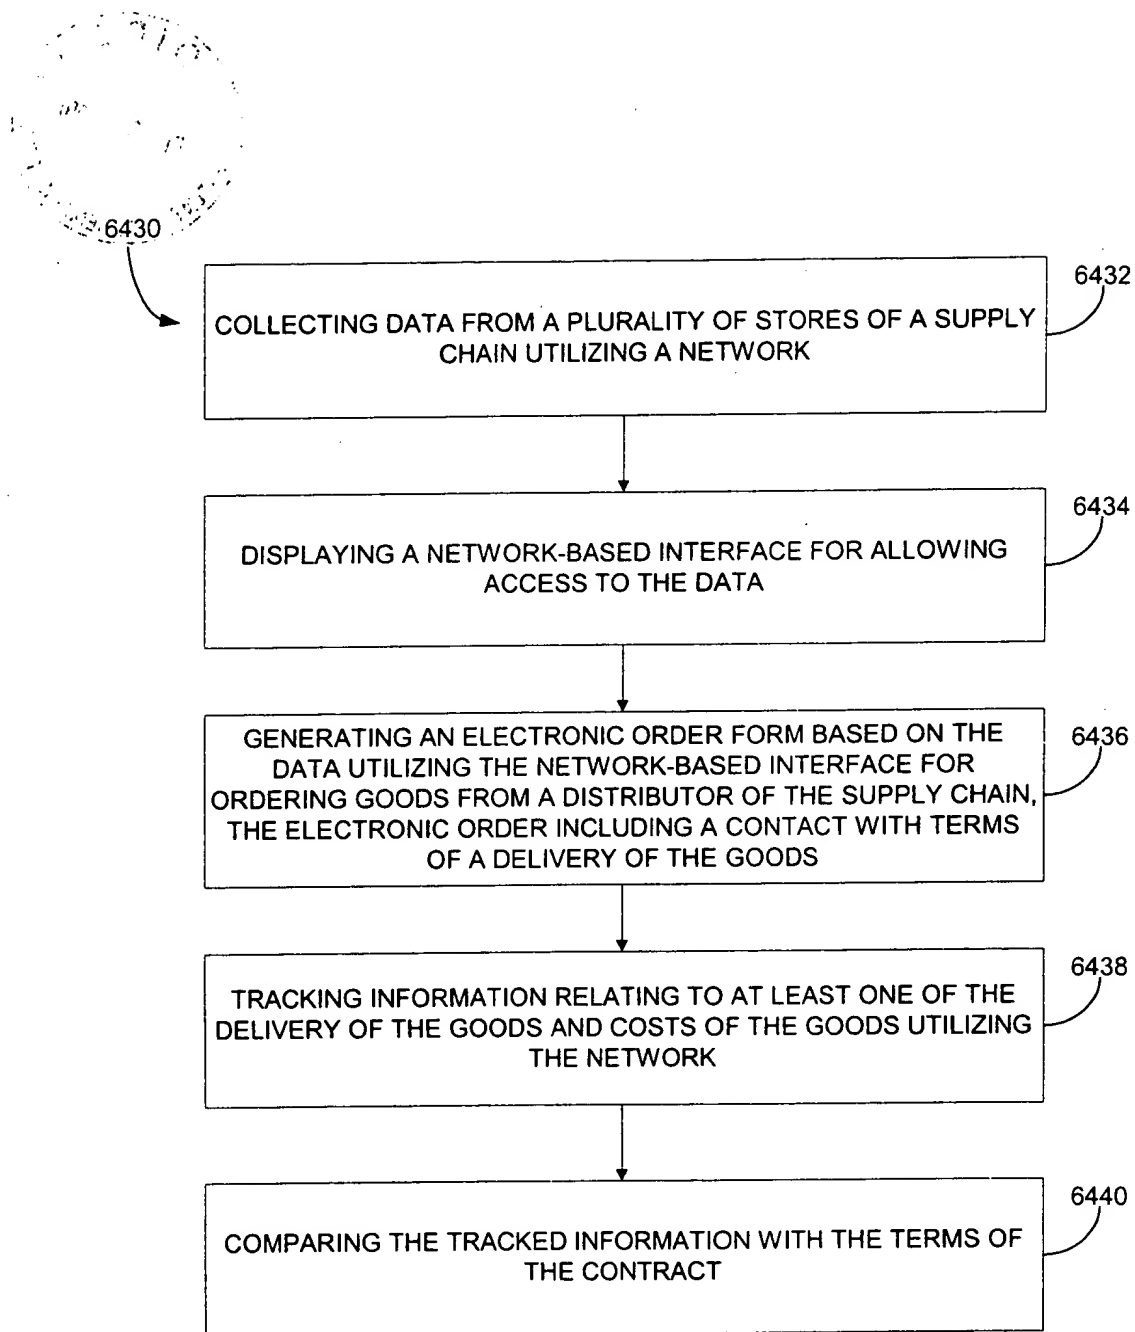 6430
6432
COLLECTING DATA FROM A PLURALITY OF STORES OF A SUPPLY
CHAIN UTILIZING A NETWORK
6434
DISPLAYING A NETWORK-BASED INTERFACE FOR ALLOWING
ACCESS TO THE DATA
6436
GENERATING AN ELECTRONIC ORDER FORM BASED ON THE
DATA UTILIZING THE NETWORK-BASED INTERFACE FOR
ORDERING GOODS FROM A DISTRIBUTOR OF THE SUPPLY CHAIN,
THE ELECTRONIC ORDER INCLUDING A CONTACT WITH TERMS
OF A DELIVERY OF THE GOODS
6438
TRACKING INFORMATION RELATING TO AT LEAST ONE OF THE
DELIVERY OF THE GOODS AND COSTS OF THE GOODS UTILIZING
THE NETWORK
6440
COMPARING THE TRACKED INFORMATION WITH THE TERMS OF
THE CONTRACT